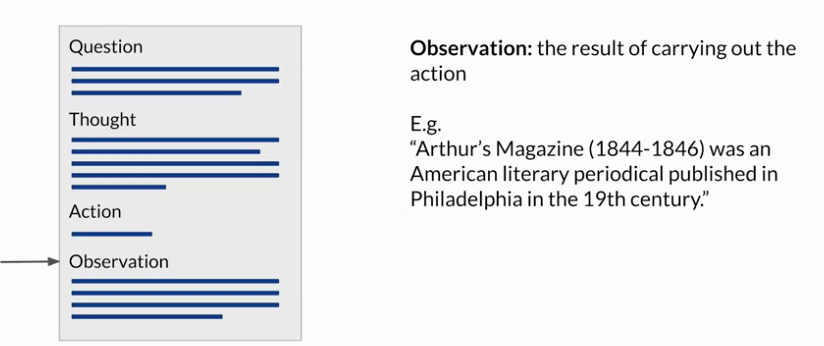 Question
Thought
Action
Observation
Observation: the result of carrying out the
action
E.g.
“Arthur’s Magazine (1844-1846) was an
American literary periodical published in
Philadelphia in the 19th century.”